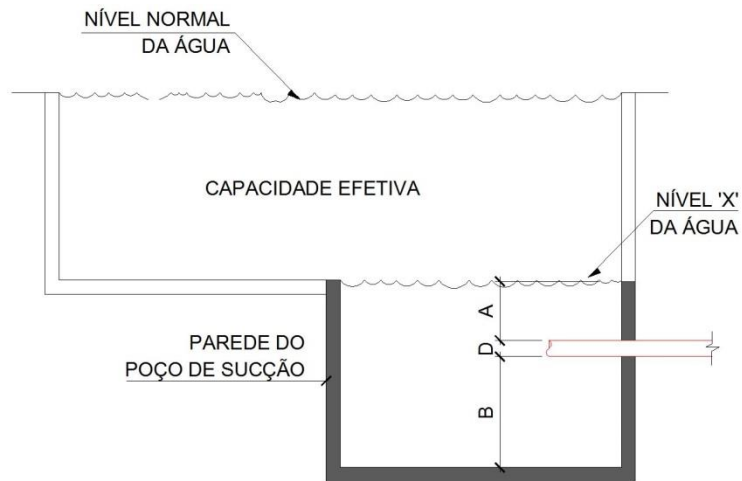 NÍVEL NORMAL
DA ÁGUA
CAPACIDADE EFETIVA
NÍVEL 'X'
DA ÁGUA
A
PAREDE DO
POÇO DE SUCÇÃO
D
B